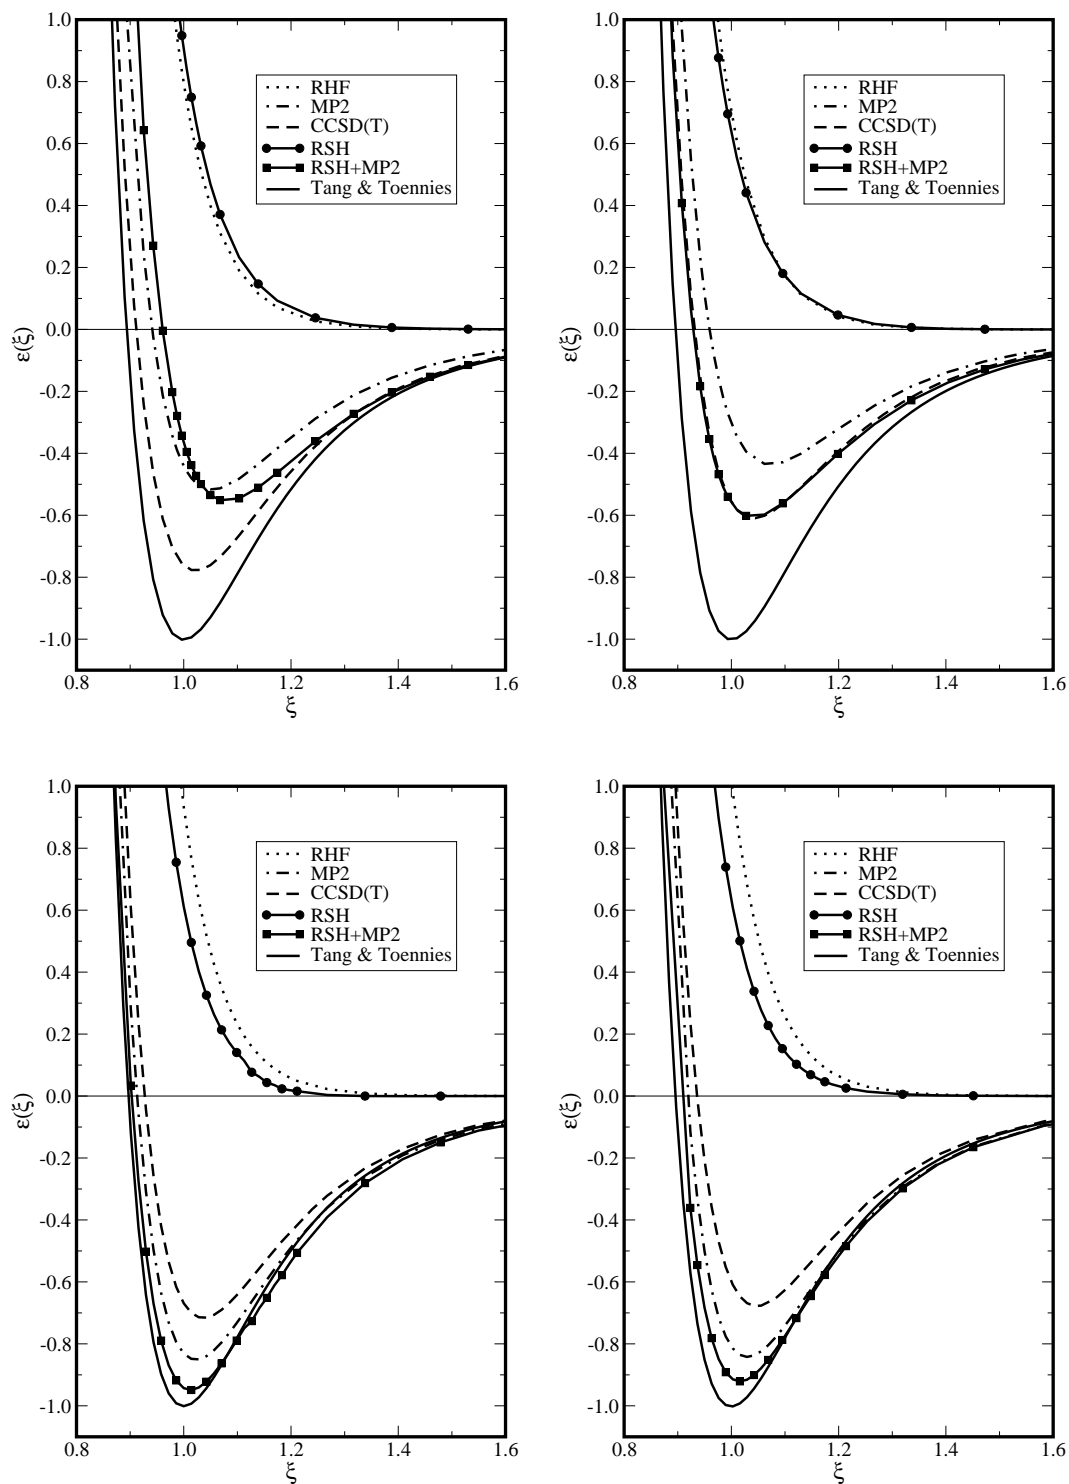 1.0
0.8
0.6
0.4
0.2
0.0
-0.2
-0.4
-0.6
-0.8
-1.0
ε(ξ)
RHF
MP2
CCSD(T)
RSH
RSH+MP2
Tang & Toennies
0.8 1.0 1.2 1.4 1.6
ξ
1.0
0.8
0.6
0.4
0.2
0.0
-0.2
-0.4
-0.6
-0.8
-1.0
ε(ξ)
RHF
MP2
CCSD(T)
RSH
RSH+MP2
Tang & Toennies
0.8 1.0 1.2 1.4 1.6
ξ
1.0
0.8
0.6
0.4
0.2
0.0
-0.2
-0.4
-0.6
-0.8
-1.0
ε(ξ)
RHF
MP2
CCSD(T)
RSH
RSH+MP2
Tang & Toennies
0.8 1.0 1.2 1.4 1.6
ξ
1.0
0.8
0.6
0.4
0.2
0.0
-0.2
-0.4
-0.6
-0.8
-1.0
ε(ξ)
RHF
MP2
CCSD(T)
RSH
RSH+MP2
Tang & Toennies
0.8 1.0 1.2 1.4 1.6
ξ